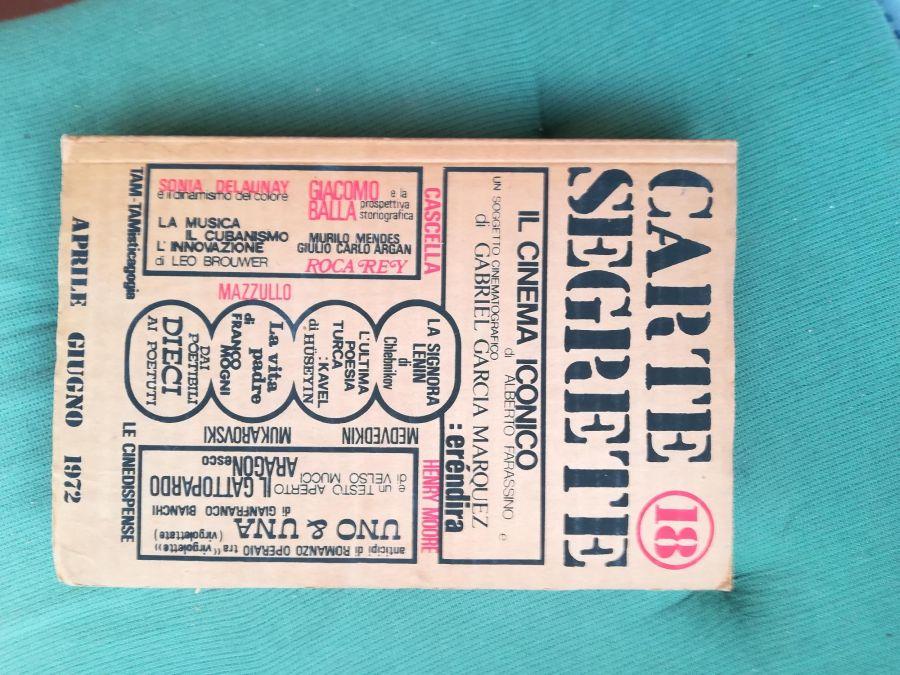 CARTE
SEGRETE
18
IL CINEMA ICONICO
di ALBERTO FARASSINO e
UN SOGGETTO CINEMATOGRAFICO
di GABRIEL GARCIA MARQUEZ
: eréndira
CASCELLA
HENRY MOORE
GIACOMO
BALLA
e la
prospettiva
storiografica
MURILO MENDES
GIULIO CARLO ARGAN
ROCA REY
SONIA DELAUNAY
e il dinamismo del colore
LA MUSICA
IL CUBANISMO
L'INNOVAZIONE
di LEO BROUWER
MAZZULLO
LA SIGNORA
LENIN
di
Chlebnikov
L'ULTIMA
POESIA
TURCA
:KAVEL
di HÜSEYIN
La vita
padre
di
FRANCO
MOGNI
DAI
POETIBILI
DIECI
AI POETUTI
MEDVEDKIN
MUKAROVSKI
anticipi di ROMANZO OPERAIO tra "virgolette»
(virgolettate)
UNO & UNA
di GIANFRANCO BIANCHI
IL GATTOPARDO
e un TESTO APERTO
di VELSO MUCCI
ARAGONesco
TAM-TAMisticagogia
LE CINEDISPENSE
APRILE GIUGNO 1972